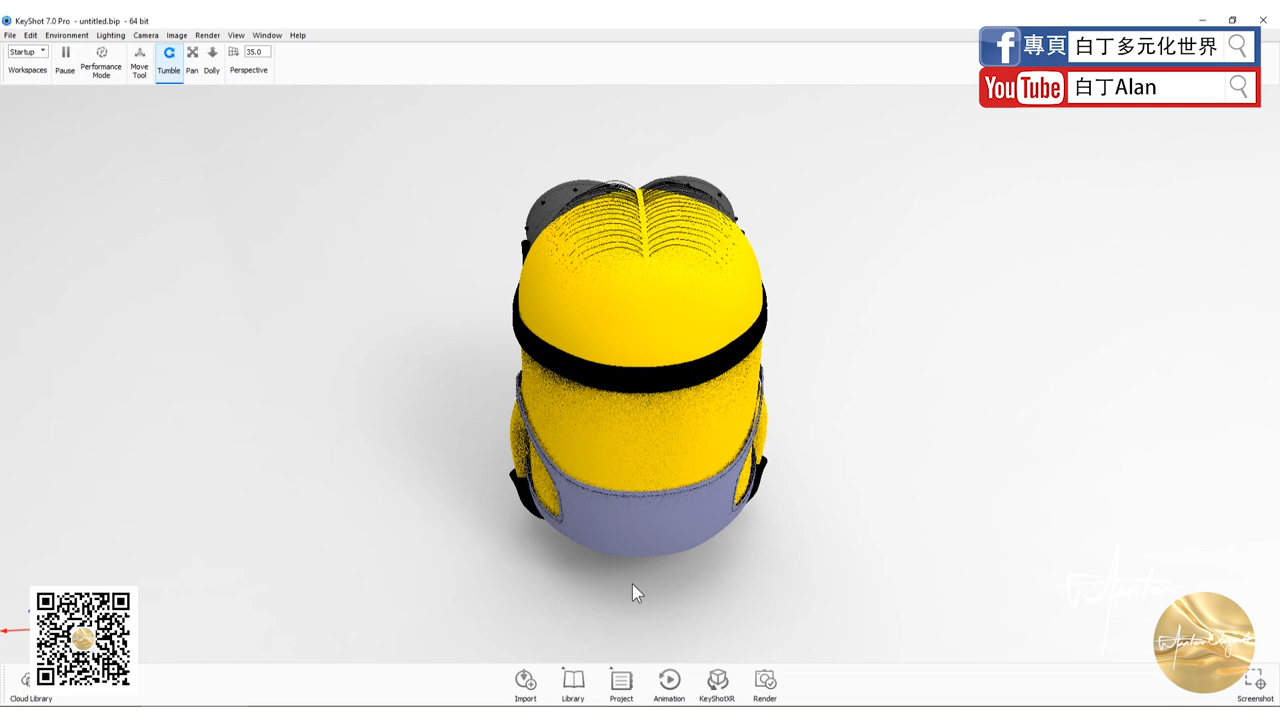 KeyShot 7.0 Pro - untitled.bip - 64 bit
File Edit Environment Lighting Camera Image Render View Window Help
Startup
35.0
Workspaces
Pause
Performance Mode
Move Tool
Tumble
Pan
Dolly
Perspective
f 專頁 白丁多元化世界
YouTube 白丁Alan
Cloud Library
Import
Library
Project
Animation
KeyShotXR
Render
Screenshot